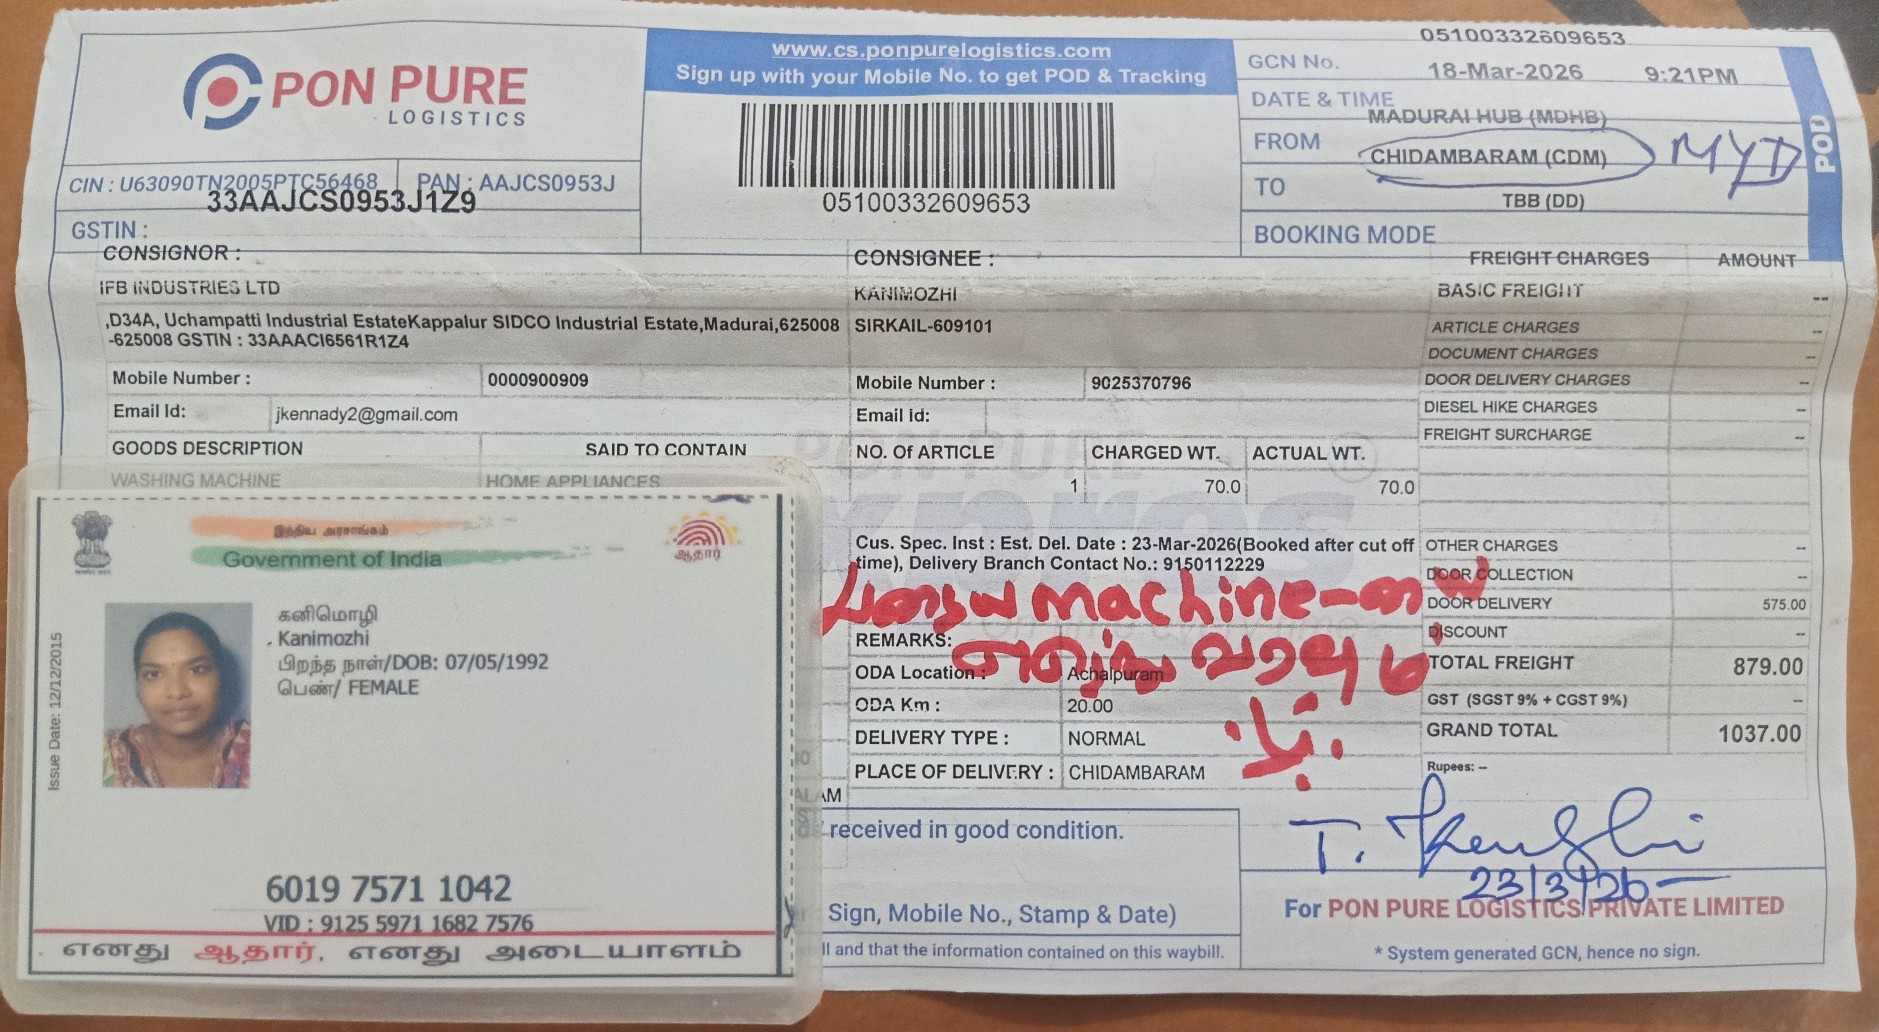 PON PURE
LOGISTICS
CIN : U63090TN2005PTC56468 PAN : AAJCS0953J
33AAJCS0953J1Z9
GSTIN :
www.cs.ponpurelogistics.com
Sign up with your Mobile No. to get POD & Tracking
05100332609653
05100332609653
GCN No.
18-Mar-2026 9:21PM
DATE & TIME
MADURAI HUB (MDHB)
FROM
CHIDAMBARAM (CDM) MYD
TO
TBB (DD)
BOOKING MODE
POD
CONSIGNOR :
IFB INDUSTRIES LTD
,D34A, Uchampatti Industrial EstateKappalur SIDCO Industrial Estate,Madurai,625008
-625008 GSTIN : 33AAACI6561R1Z4
Mobile Number : 0000900909
Email Id: jkennady2@gmail.com
GOODS DESCRIPTION SAID TO CONTAIN
WASHING MACHINE HOME APPLIANCES
CONSIGNEE :
KANIMOZHI
SIRKAIL-609101
Mobile Number : 9025370796
Email Id:
NO. Of ARTICLE CHARGED WT. ACTUAL WT.
1 70.0 70.0
Cus. Spec. Inst : Est. Del. Date : 23-Mar-2026(Booked after cut off
time), Delivery Branch Contact No.: 9150112229
machine
REMARKS:
ODA Location : Achalpuram
ODA Km : 20.00
DELIVERY TYPE : NORMAL
PLACE OF DELIVERY : CHIDAMBARAM
FREIGHT CHARGES AMOUNT
BASIC FREIGHT --
ARTICLE CHARGES --
DOCUMENT CHARGES --
DOOR DELIVERY CHARGES --
DIESEL HIKE CHARGES --
FREIGHT SURCHARGE --
OTHER CHARGES --
DOOR COLLECTION --
DOOR DELIVERY 575.00
DISCOUNT --
TOTAL FREIGHT 879.00
GST (SGST 9% + CGST 9%) --
GRAND TOTAL 1037.00
Rupees: --
received in good condition.
Sign, Mobile No., Stamp & Date)
ll and that the information contained on this waybill.
23/3/26
For PON PURE LOGISTICS PRIVATE LIMITED
* System generated GCN, hence no sign.
இந்திய அரசாங்கம்
Government of India
ஆதார்
Issue Date: 12/12/2015
கனிமொழி
Kanimozhi
பிறந்த நாள்/DOB: 07/05/1992
பெண்/ FEMALE
6019 7571 1042
VID : 9125 5971 1682 7576
எனது ஆதார், எனது அடையாளம்